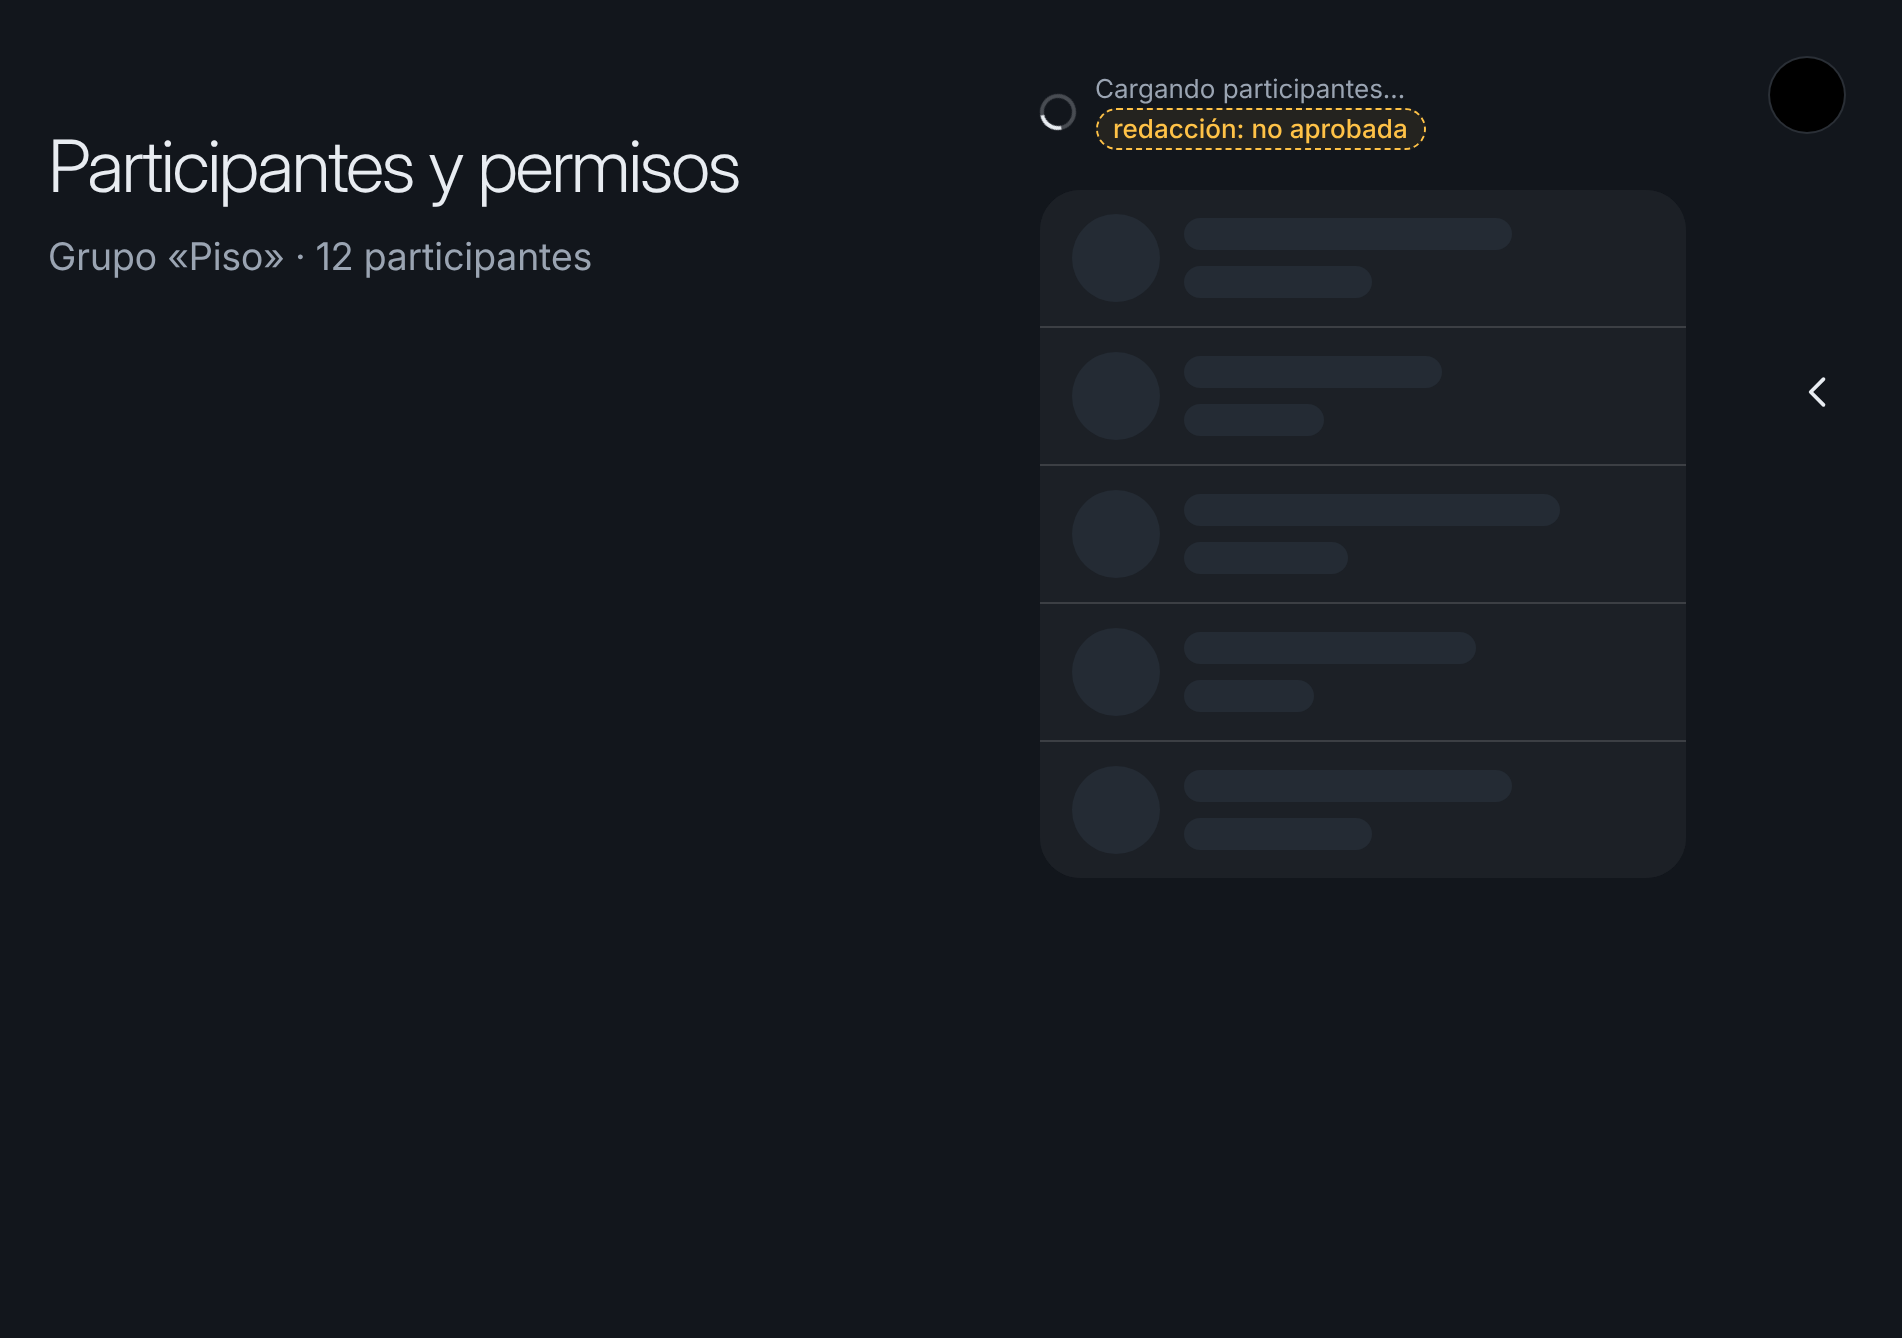 Participantes y permisos
Grupo «Piso» · 12 participantes
Cargando participantes...
redacción: no aprobada